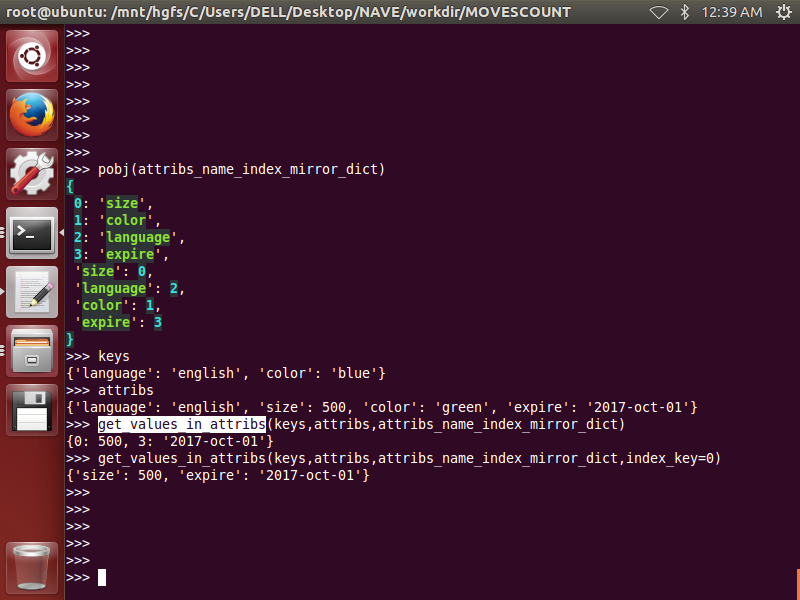 root@ubuntu: /mnt/hgfs/C/Users/DELL/Desktop/NAVE/workdir/MOVESCOUNT 12:39 AM
>>>
>>>
>>>
>>>
>>>
>>>
>>>
>>>
>>> pobj(attribs_name_index_mirror_dict)
{
 0: 'size',
 1: 'color',
 2: 'language',
 3: 'expire',
 'size': 0,
 'language': 2,
 'color': 1,
 'expire': 3
}
>>> keys
{'language': 'english', 'color': 'blue'}
>>> attribs
{'language': 'english', 'size': 500, 'color': 'green', 'expire': '2017-oct-01'}
>>> get_values_in_attribs(keys,attribs,attribs_name_index_mirror_dict)
{0: 500, 3: '2017-oct-01'}
>>> get_values_in_attribs(keys,attribs,attribs_name_index_mirror_dict,index_key=0)
{'size': 500, 'expire': '2017-oct-01'}
>>>
>>>
>>>
>>>
>>>
>>>